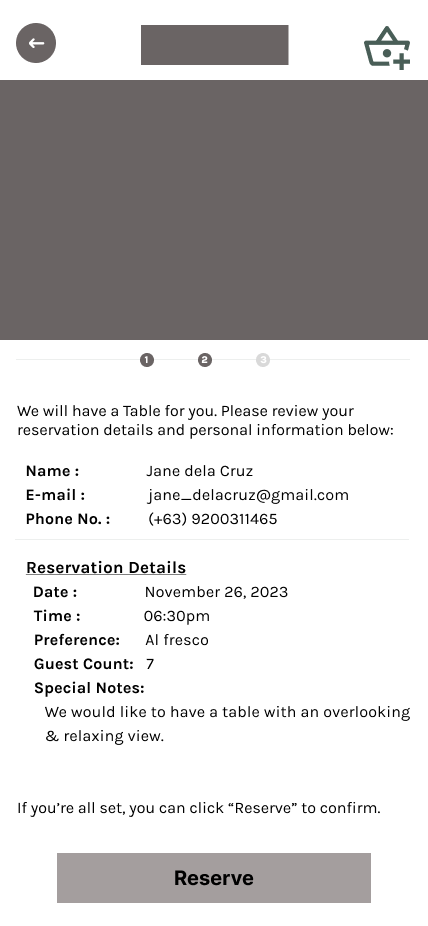 1 2 3
We will have a Table for you. Please review your
reservation details and personal information below:
Name : Jane dela Cruz
E-mail : jane_delacruz@gmail.com
Phone No. : (+63) 9200311465
Reservation Details
Date : November 26, 2023
Time : 06:30pm
Preference: Al fresco
Guest Count: 7
Special Notes:
We would like to have a table with an overlooking
& relaxing view.
If you’re all set, you can click “Reserve” to confirm.
Reserve